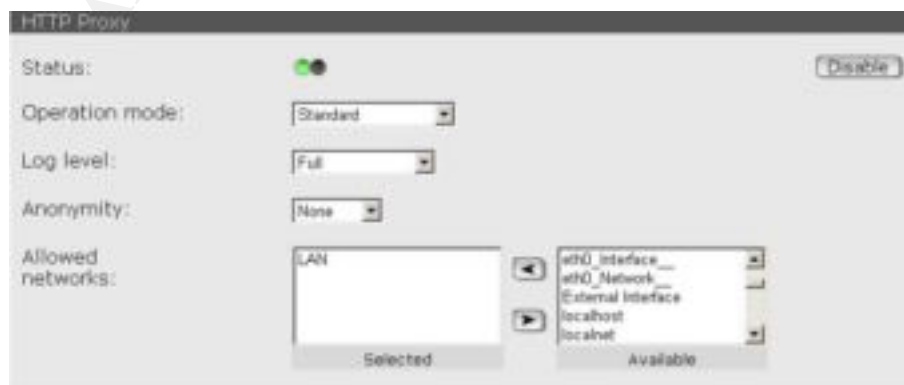 HTTP Proxy
Status:
Disable
Operation mode:
Standard
Log level:
Full
Anonymity:
None
Allowed
networks:
LAN
eth0_Interface__
eth0_Network__
External Interface
localhost
localnet
Selected
Available